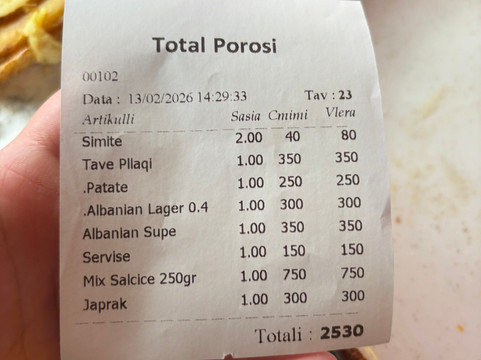 Total Porosi
00102
Data : 13/02/2026 14:29:33 Tav : 23
Artikulli Sasia Cmimi Vlera
Simite 2.00 40 80
Tave Pllaqi 1.00 350 350
.Patate 1.00 250 250
.Albanian Lager 0.4 1.00 300 300
Albanian Supe 1.00 350 350
Servise 1.00 150 150
Mix Salcice 250gr 1.00 750 750
Japrak 1.00 300 300
Totali : 2530